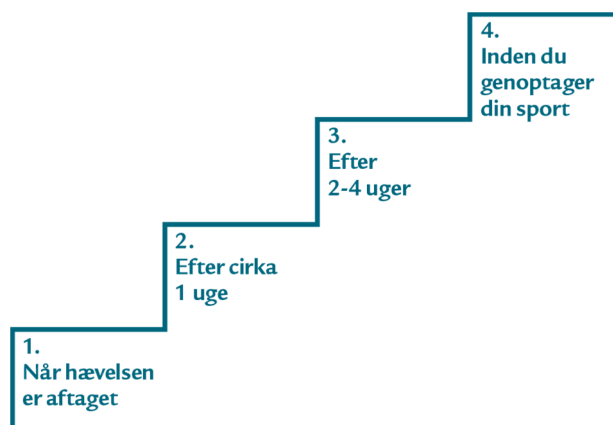 1.
Når hævelsen
er aftaget
2.
Efter cirka
1 uge
3.
Efter
2-4 uger
4.
Inden du
genoptager
din sport